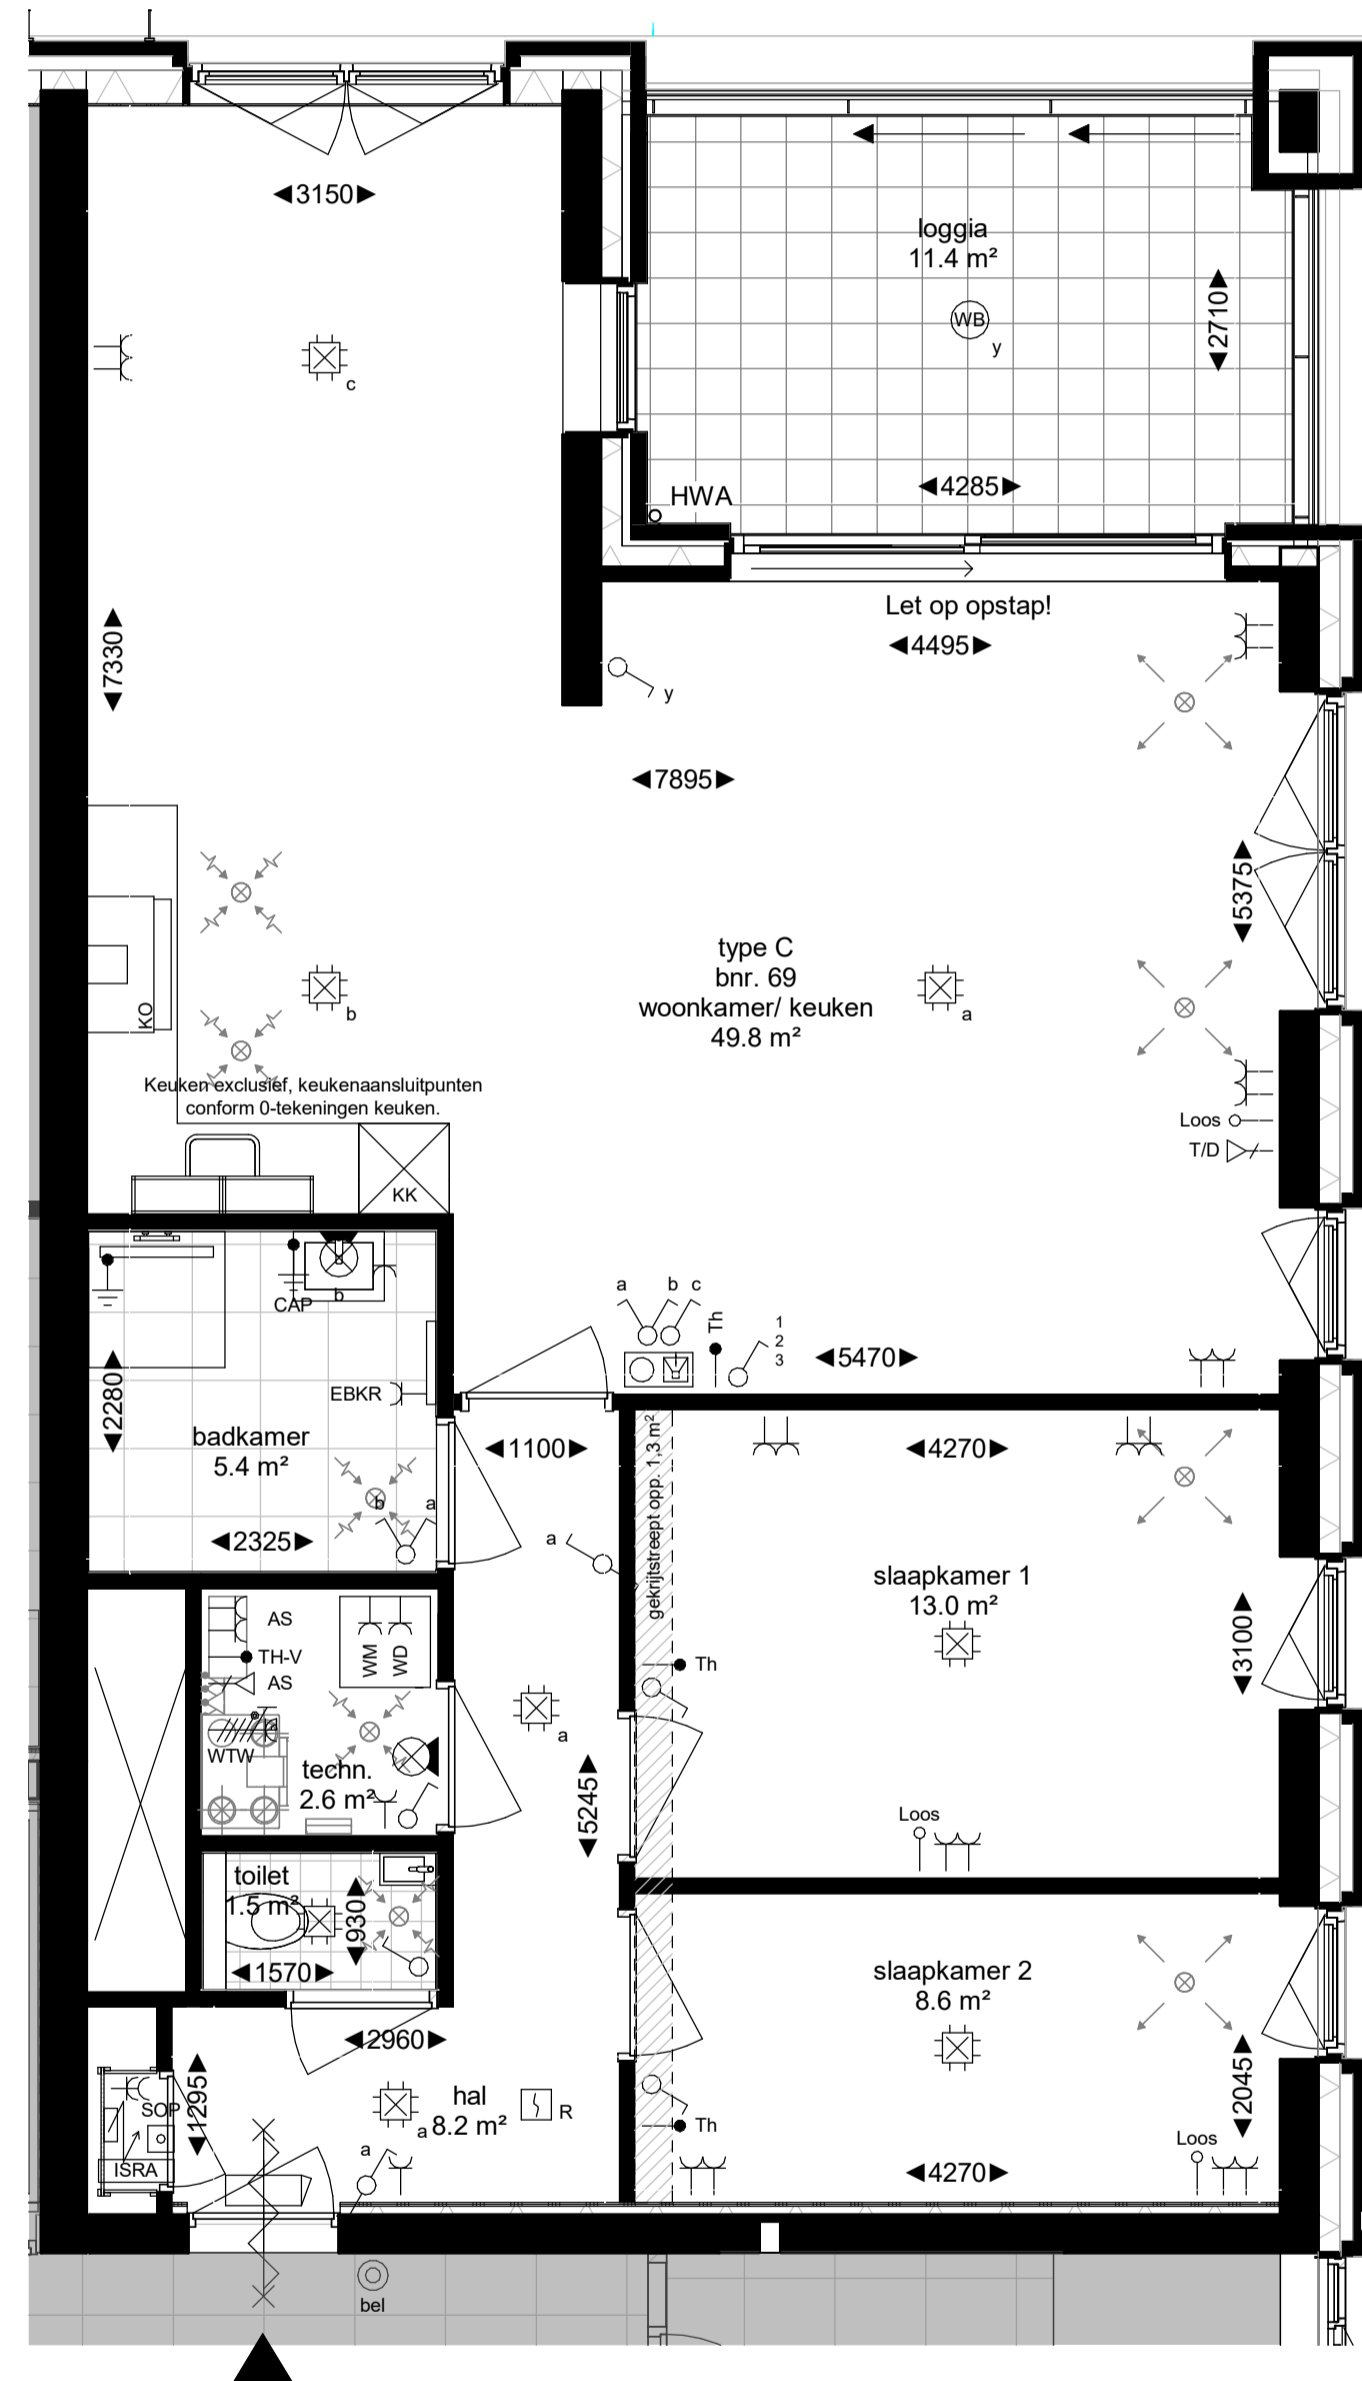 3150
loggia
11.4 m²
2710
WB
y
c
4285
HWA
Let op opstap!
4495
7330
y
7895
5375
type C
bnr. 69
woonkamer/ keuken
49.8 m²
KO
b
a
Keuken exclusief, keukenaansluitpunten
conform 0-tekeningen keuken.
Loos
T/D
KK
CAP
b
a
b
c
Th
1
2
3
5470
2280
EBKR
badkamer
5.4 m²
1100
gekrijtstreept opp. 1,3 m²
4270
2325
b
a
a
slaapkamer 1
13.0 m²
3100
AS
TH-V
AS
WM
WD
Th
a
WTW
techn.
2.6 m²
5245
Loos
toilet
1.5 m²
930
1570
slaapkamer 2
8.6 m²
2960
2045
1295
hal
8.2 m²
a
R
SOP
ISRA
a
Th
Loos
4270
bel